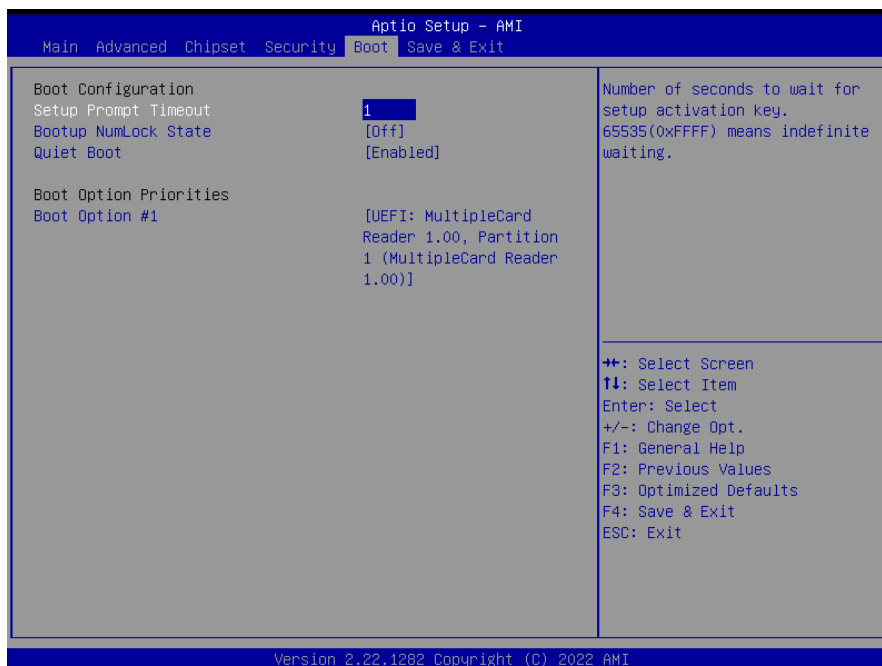 Aptio Setup – AMI
Main Advanced Chipset Security Boot Save & Exit
Boot Configuration
Setup Prompt Timeout 1
Bootup NumLock State [Off]
Quiet Boot [Enabled]
Boot Option Priorities
Boot Option #1 [UEFI: MultipleCard
Reader 1.00, Partition
1 (MultipleCard Reader
1.00)]
Number of seconds to wait for
setup activation key.
65535(0xFFFF) means indefinite
waiting.
→←: Select Screen
↑↓: Select Item
Enter: Select
+/-: Change Opt.
F1: General Help
F2: Previous Values
F3: Optimized Defaults
F4: Save & Exit
ESC: Exit
Version 2.22.1282 Copyright (C) 2022 AMI